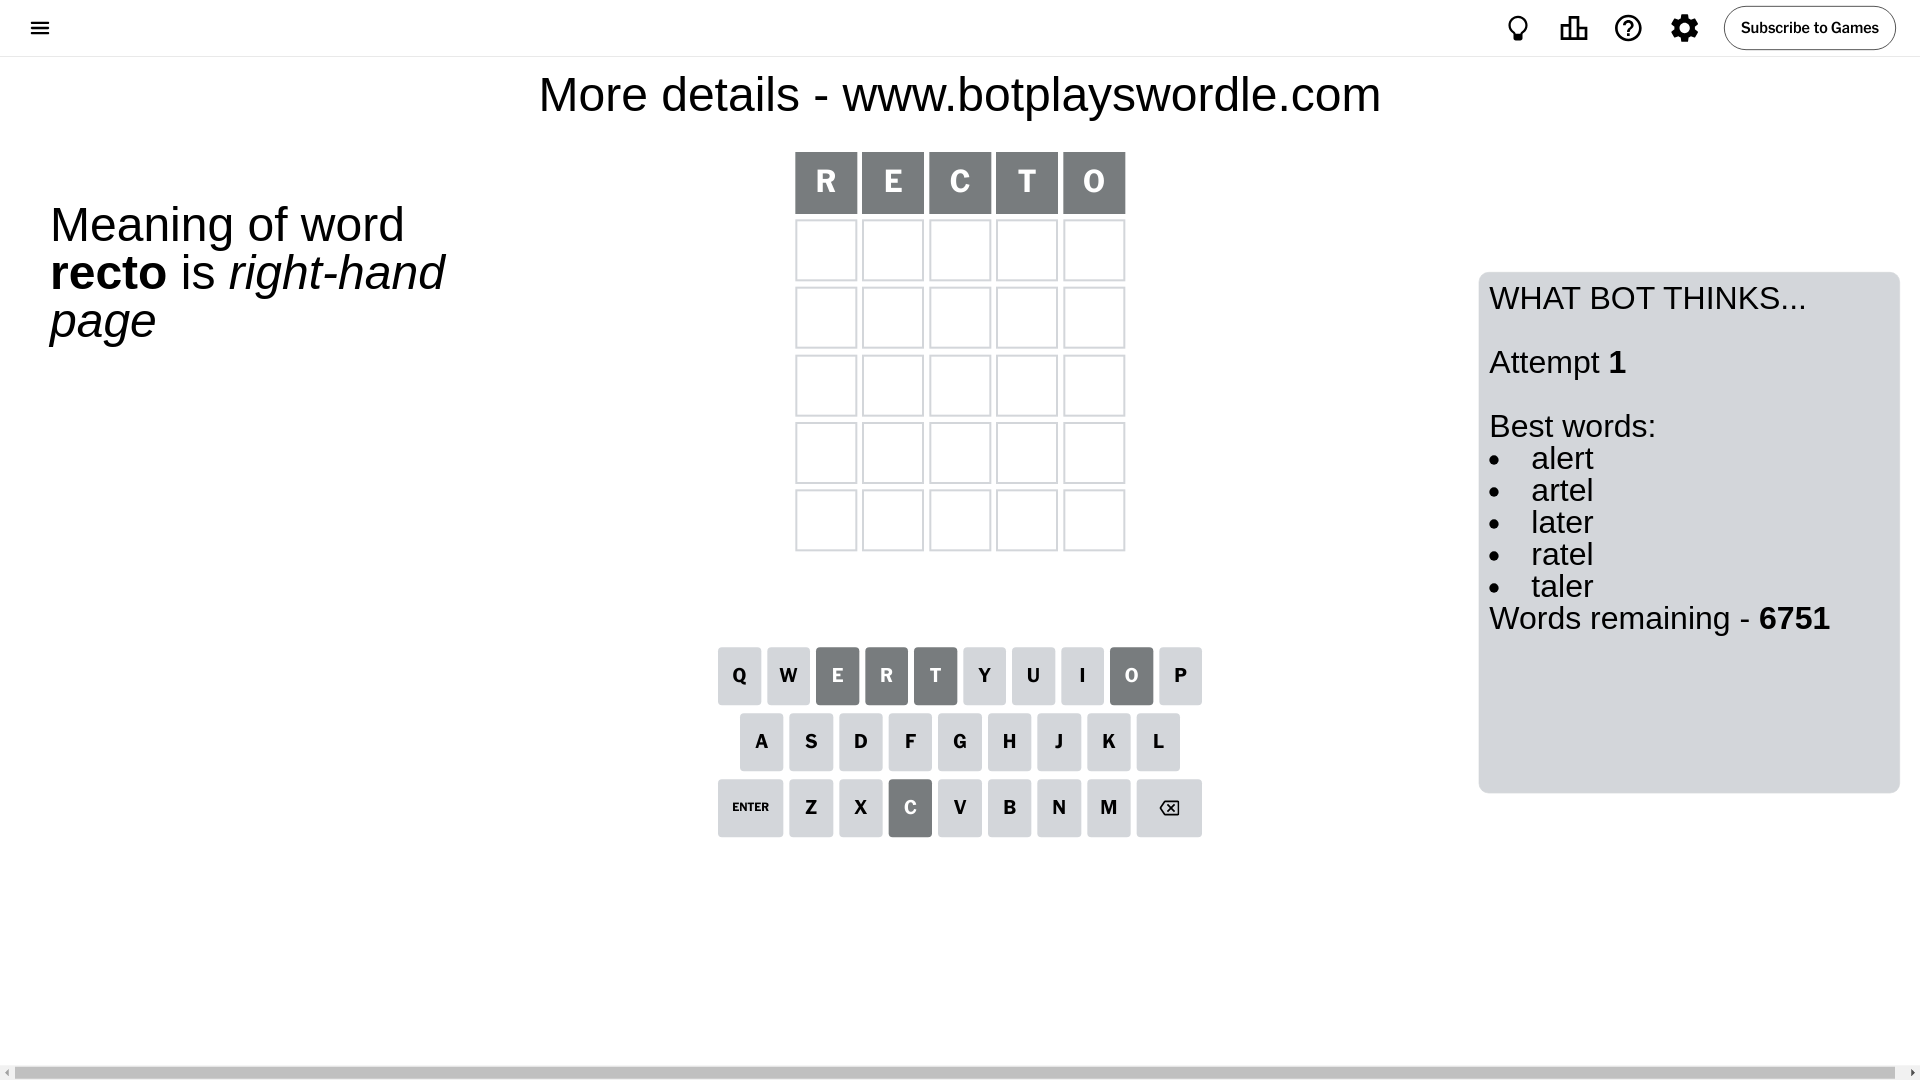 Subscribe to Games
More details - www.botplayswordle.com
Meaning of word
recto is right-hand
page
R E C T O
WHAT BOT THINKS...
Attempt 1
Best words:
• alert
• artel
• later
• ratel
• taler
Words remaining - 6751
Q W E R T Y U I O P
A S D F G H J K L
ENTER Z X C V B N M